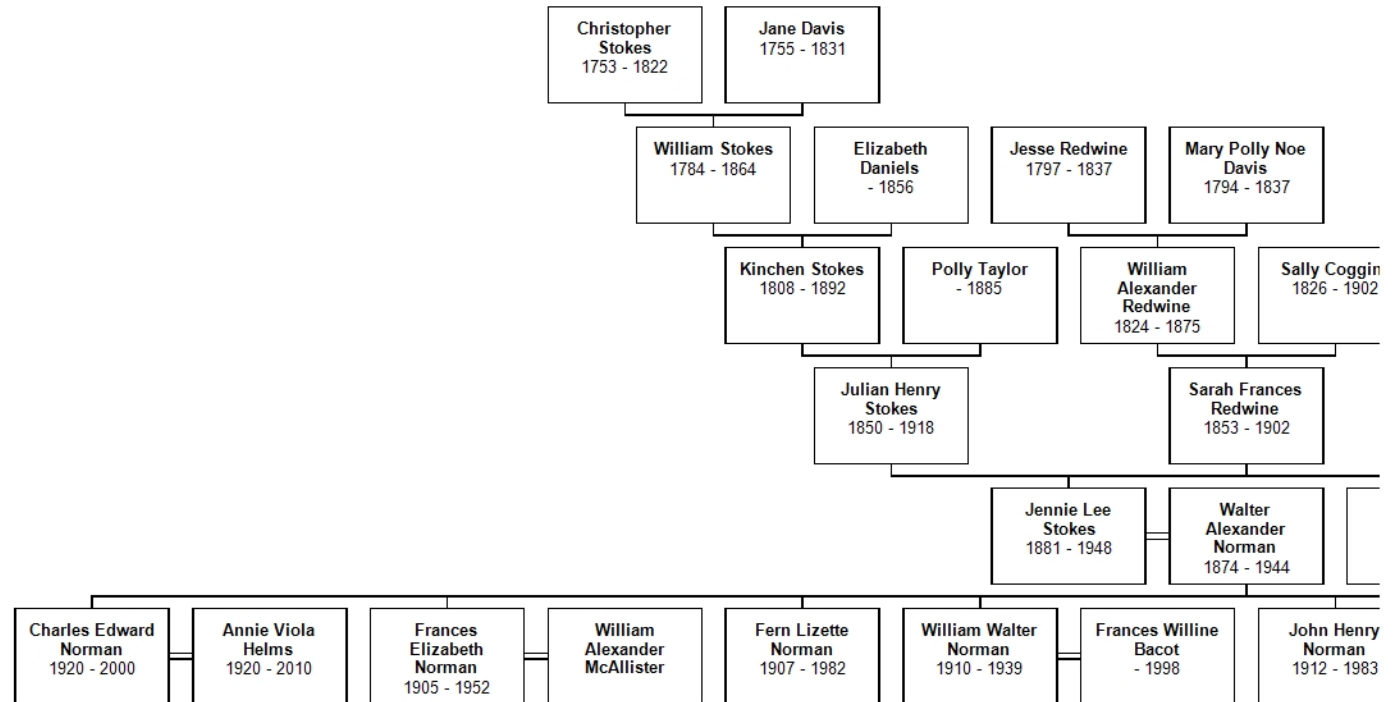 Christopher
Stokes
1753 - 1822
Jane Davis
1755 - 1831
William Stokes
1784 - 1864
Elizabeth
Daniels
- 1856
Jesse Redwine
1797 - 1837
Mary Polly Noe
Davis
1794 - 1837
Kinchen Stokes
1808 - 1892
Polly Taylor
- 1885
William
Alexander
Redwine
1824 - 1875
Sally Coggin
1826 - 1902
Julian Henry
Stokes
1850 - 1918
Sarah Frances
Redwine
1853 - 1902
Jennie Lee
Stokes
1881 - 1948
Walter
Alexander
Norman
1874 - 1944
Charles Edward
Norman
1920 - 2000
Annie Viola
Helms
1920 - 2010
Frances
Elizabeth
Norman
1905 - 1952
William
Alexander
McAllister
Fern Lizette
Norman
1907 - 1982
William Walter
Norman
1910 - 1939
Frances Willine
Bacot
- 1998
John Henry
Norman
1912 - 1983